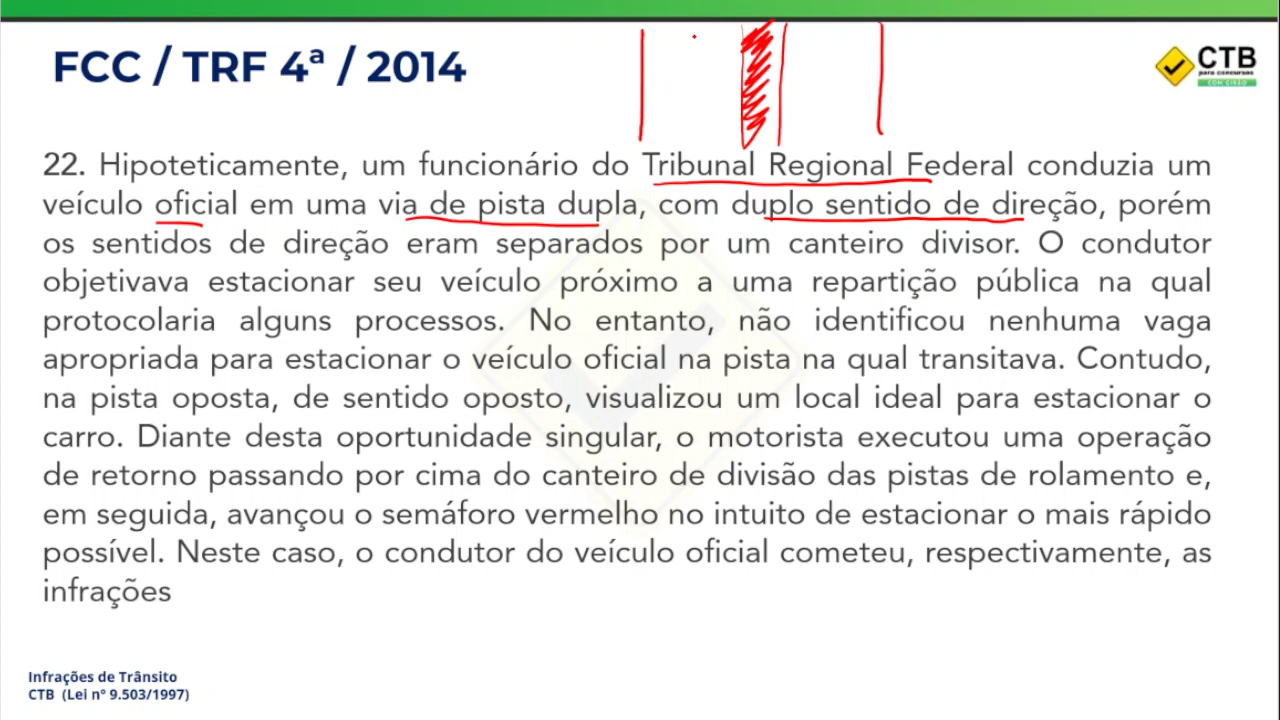 FCC / TRF 4ª / 2014
CTB
para concursos
COM CINTO
22. Hipoteticamente, um funcionário do Tribunal Regional Federal conduzia um
veículo oficial em uma via de pista dupla, com duplo sentido de direção, porém
os sentidos de direção eram separados por um canteiro divisor. O condutor
objetivava estacionar seu veículo próximo a uma repartição pública na qual
protocolaria alguns processos. No entanto, não identificou nenhuma vaga
apropriada para estacionar o veículo oficial na pista na qual transitava. Contudo,
na pista oposta, de sentido oposto, visualizou um local ideal para estacionar o
carro. Diante desta oportunidade singular, o motorista executou uma operação
de retorno passando por cima do canteiro de divisão das pistas de rolamento e,
em seguida, avançou o semáforo vermelho no intuito de estacionar o mais rápido
possível. Neste caso, o condutor do veículo oficial cometeu, respectivamente, as
infrações
Infrações de Trânsito
CTB (Lei nº 9.503/1997)